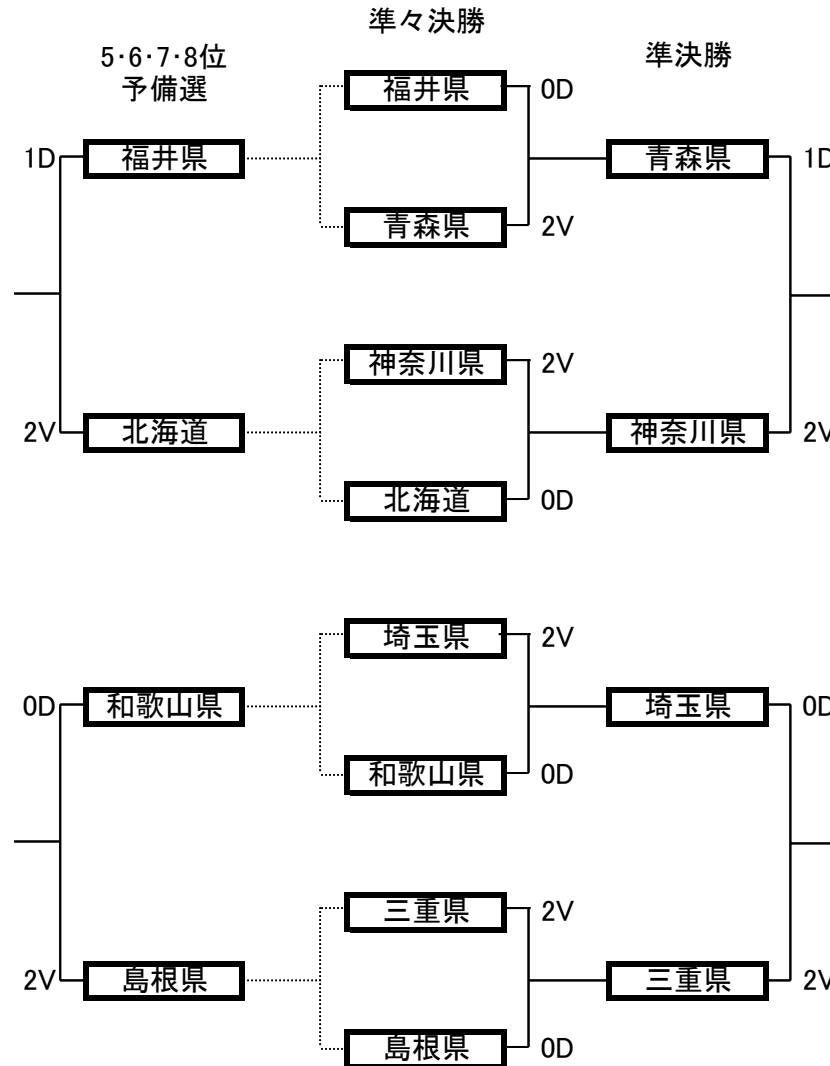 準々決勝
5・6・7・8位
予備選
準決勝
福井県
0D
1D
福井県
青森県
1D
青森県
2V
神奈川県
2V
2V
北海道
神奈川県
2V
北海道
0D
埼玉県
2V
0D
和歌山県
埼玉県
0D
和歌山県
0D
三重県
2V
2V
島根県
三重県
2V
島根県
0D